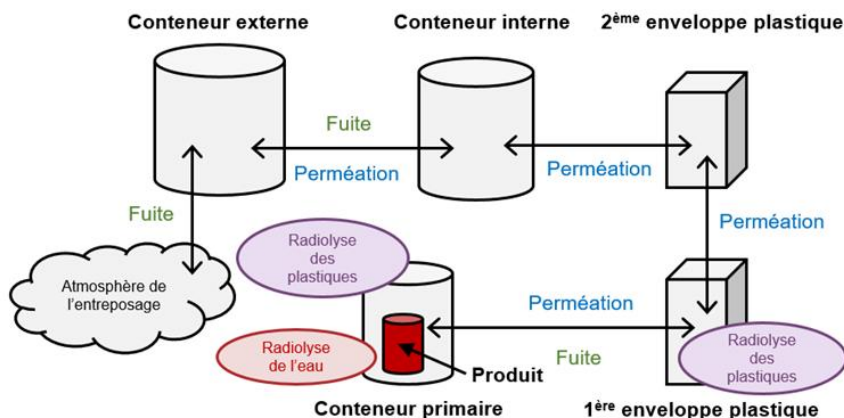 Conteneur externe
Conteneur interne
2ème enveloppe plastique
Fuite
Perméation
Perméation
Fuite
Perméation
Radiolyse
des
plastiques
Atmosphère de
l'entreposage
Perméation
Radiolyse
de l'eau
Fuite
Radiolyse
des
plastiques
Produit
Conteneur primaire
1ère enveloppe plastique